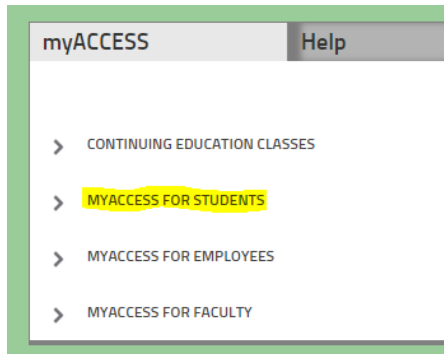 myACCESS Help
CONTINUING EDUCATION CLASSES
MYACCESS FOR STUDENTS
MYACCESS FOR EMPLOYEES
MYACCESS FOR FACULTY